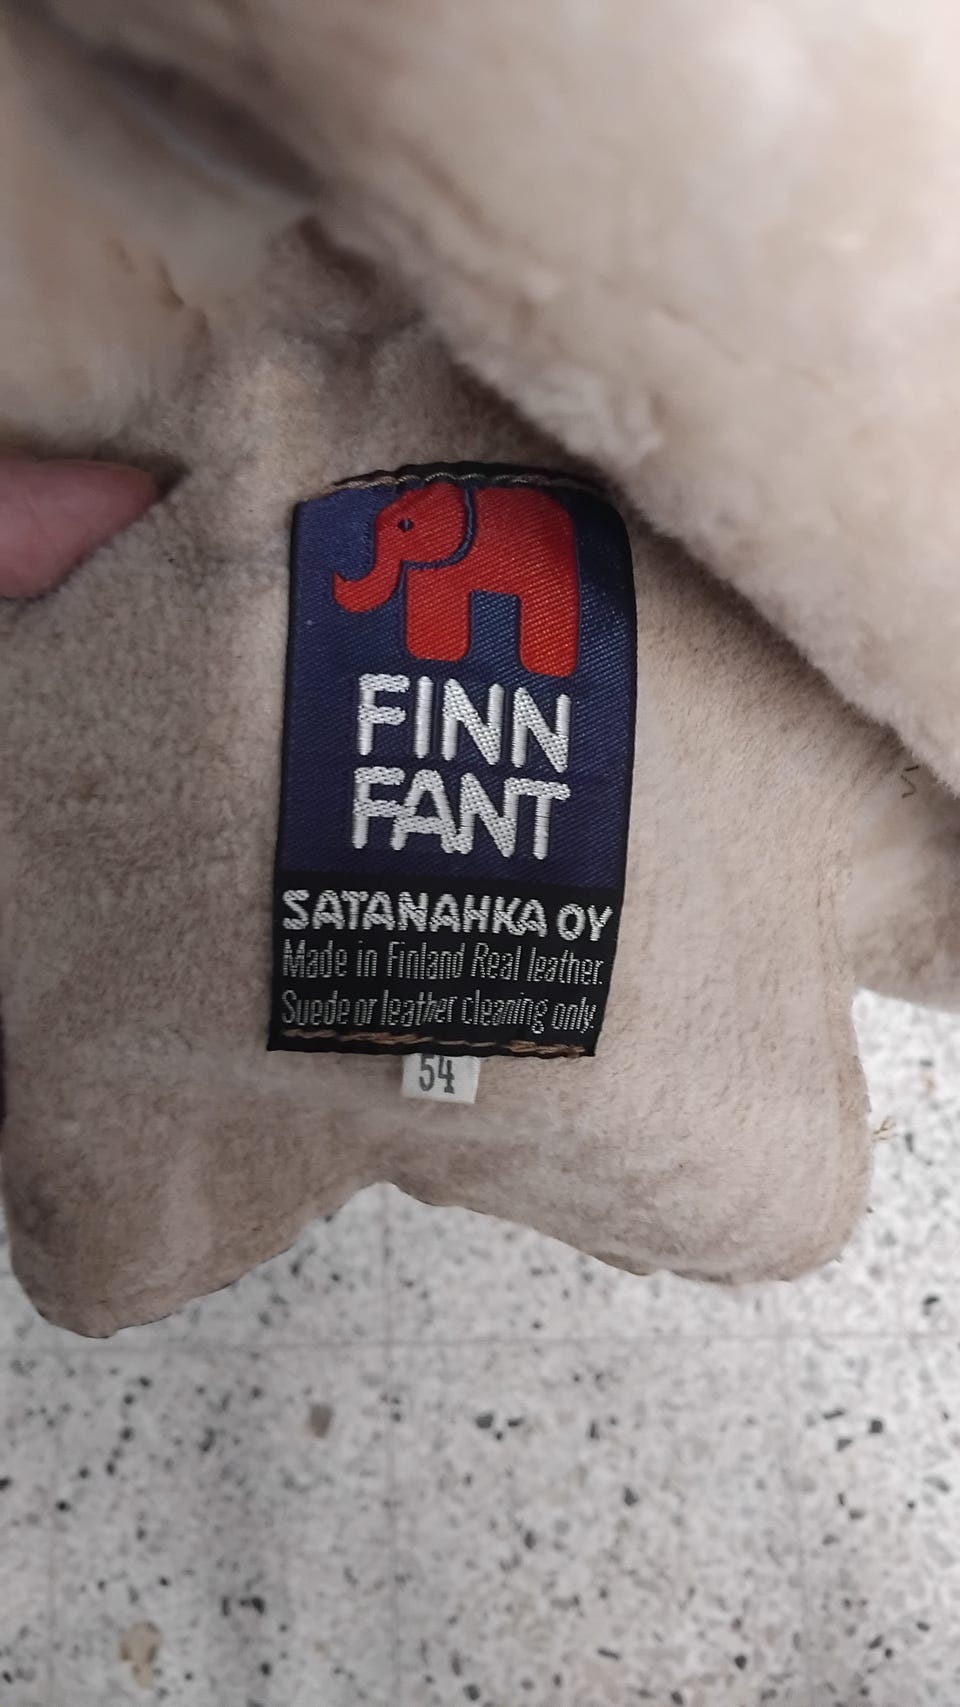 FINN
FANT
SATANAHKA OY
Made in Finland Real leather.
Suede or leather cleaning only.
54